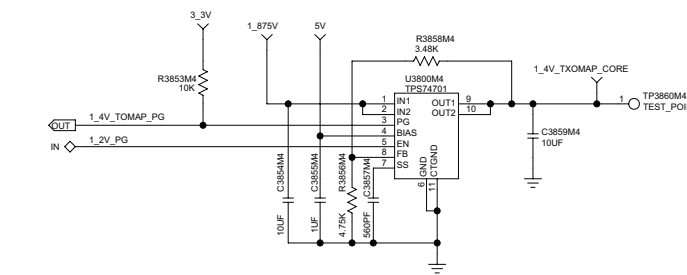 3_3V
1_875V
5V
R3858M4
3.48K
1_4V_TXOMAP_CORE
R3853M4
10K
U3800M4
TPS74701
1 IN1 OUT1 9
2 IN2 OUT2 10
3 PG
4 BIAS
5 EN
8 FB
7 SS
GND
CTGND
6
11
OUT 1_4V_TOMAP_PG
IN 1_2V_PG
1 TP3860M4
TEST_POI
C3859M4
10UF
C3854M4
10UF
C3855M4
1UF
R3856M4
4.75K
C3857M4
560PF